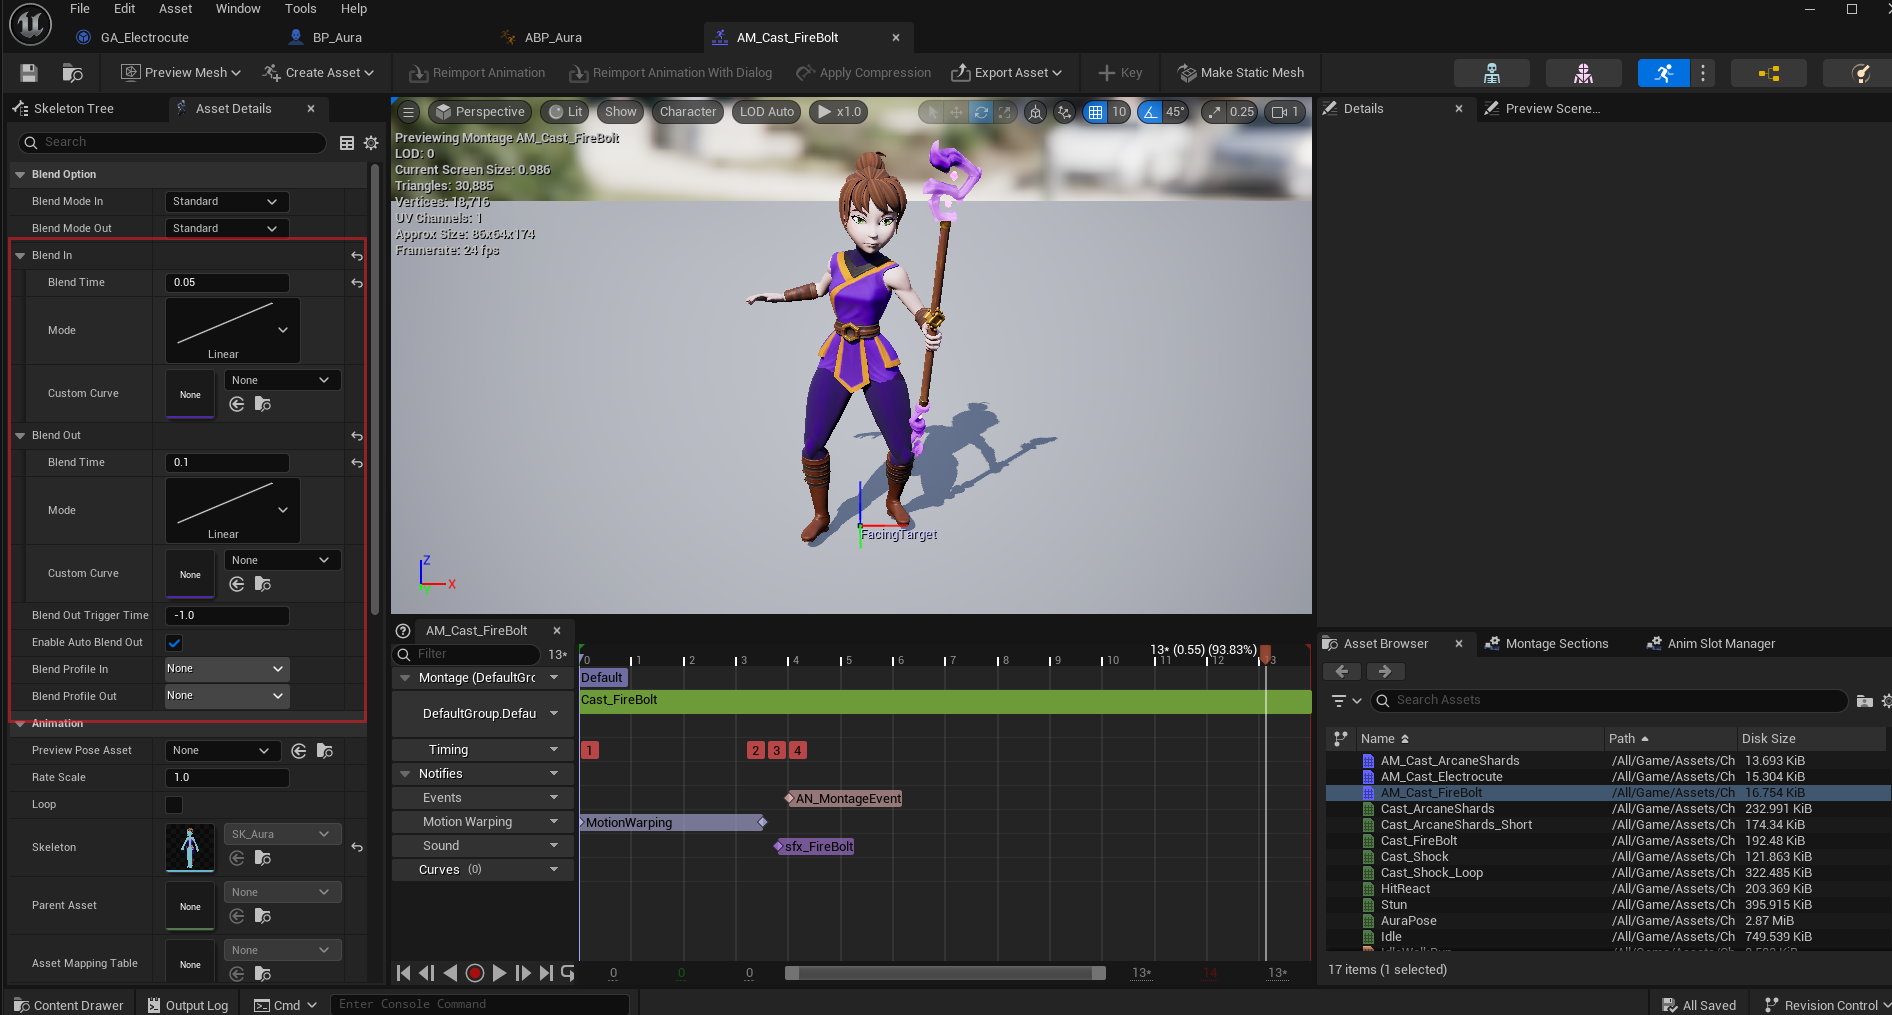 File Edit Asset Window Tools Help
GA_Electrocute BP_Aura ABP_Aura AM_Cast_FireBolt
Preview Mesh Create Asset Reimport Animation Reimport Animation With Dialog Apply Compression Export Asset Key Make Static Mesh
Skeleton Tree Asset Details
Search
Blend Option
Blend Mode In Standard
Blend Mode Out Standard
Blend In
Blend Time 0.05
Mode
Linear
Custom Curve None None
Blend Out
Blend Time 0.1
Mode
Linear
Custom Curve None None
Blend Out Trigger Time -1.0
Enable Auto Blend Out
Blend Profile In None
Blend Profile Out None
Animation
Preview Pose Asset None
Rate Scale 1.0
Loop
Skeleton SK_Aura
Parent Asset None None
Asset Mapping Table None None
Perspective Lit Show Character LOD Auto x1.0 10 45° 0.25 1
Previewing Montage AM_Cast_FireBolt
LOD: 0
Current Screen Size: 0.986
Triangles: 30,885
Vertices: 18,716
UV Channels: 1
Approx Size: 86x64x174
Framerate: 24 fps
FacingTarget
Z
X
Y
AM_Cast_FireBolt
Filter 13*
13* (0.55) (93.83%)
0 1 2 3 4 5 6 7 8 9 10 11 12 13
Montage (DefaultGrc Default
Cast_FireBolt
DefaultGroup.Defau
Timing 1 2 3 4
Notifies
Events AN_MontageEvent
Motion Warping MotionWarping
Sound sfx_FireBolt
Curves (0)
0 0 0 13* 14 13*
Details Preview Scene...
Asset Browser Montage Sections Anim Slot Manager
Search Assets
Name Path Disk Size
AM_Cast_ArcaneShards /All/Game/Assets/Ch 13.693 KiB
AM_Cast_Electrocute /All/Game/Assets/Ch 15.304 KiB
AM_Cast_FireBolt /All/Game/Assets/Ch 16.754 KiB
Cast_ArcaneShards /All/Game/Assets/Ch 232.991 KiB
Cast_ArcaneShards_Short /All/Game/Assets/Ch 174.34 KiB
Cast_FireBolt /All/Game/Assets/Ch 192.48 KiB
Cast_Shock /All/Game/Assets/Ch 121.863 KiB
Cast_Shock_Loop /All/Game/Assets/Ch 322.485 KiB
HitReact /All/Game/Assets/Ch 203.369 KiB
Stun /All/Game/Assets/Ch 395.915 KiB
AuraPose /All/Game/Assets/Ch 2.87 MiB
Idle /All/Game/Assets/Ch 749.539 KiB
17 items (1 selected)
Content Drawer Output Log Cmd Enter Console Command All Saved Revision Control